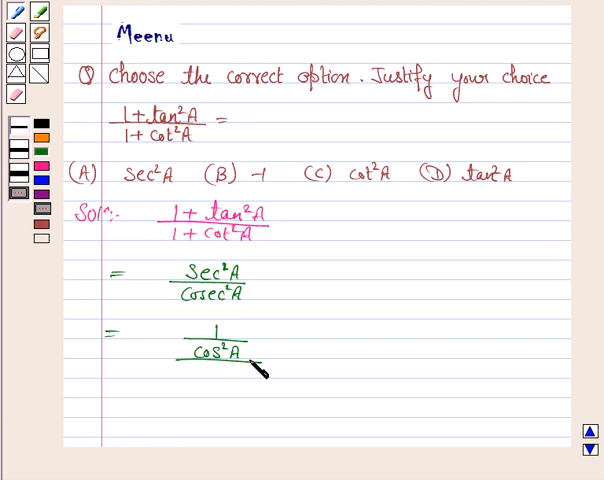 Meenu
Q Choose the correct option. Justify your choice
1+tan²A
1+cot²A =
(A) sec²A (B) -1 (C) cot²A (D) tan²A
Solⁿ:- 1+tan²A
1+cot²A
= Sec²A
Cosec²A
= 1
cos²A